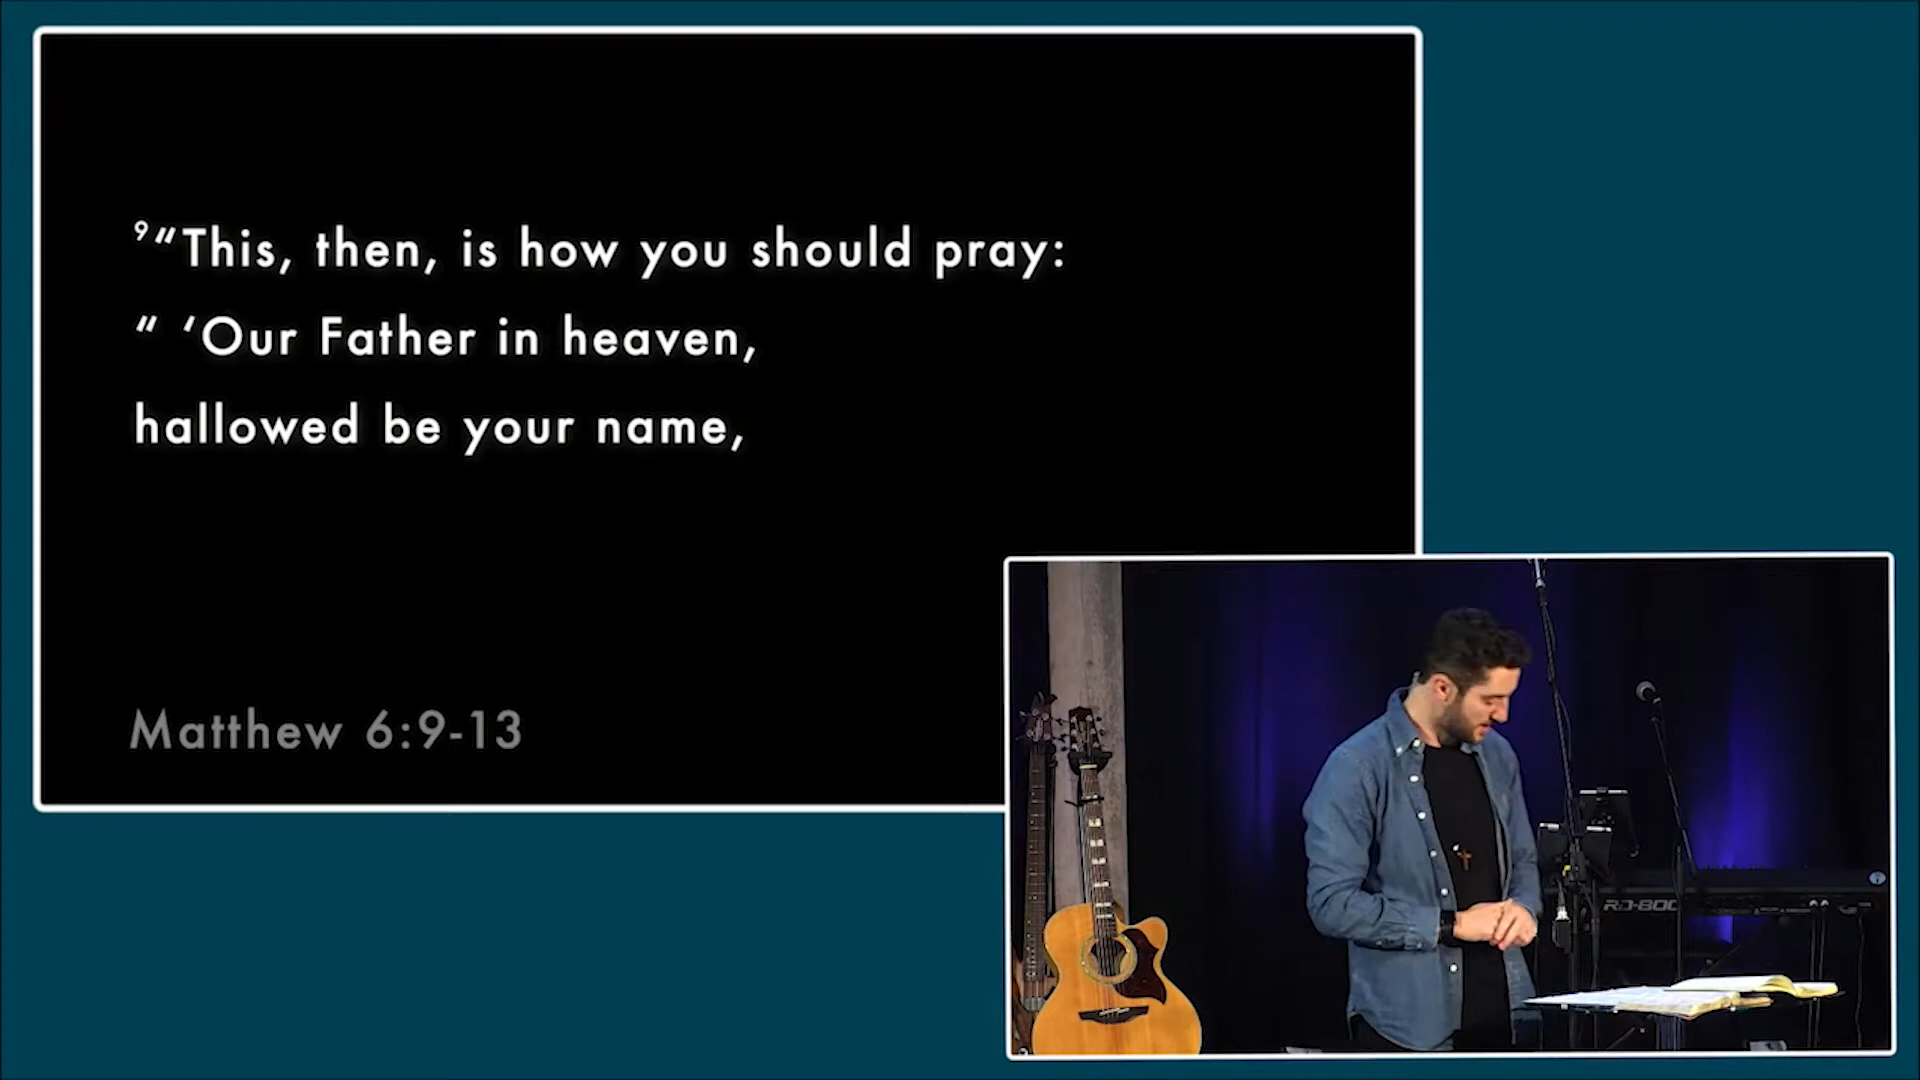 ⁹“This, then, is how you should pray:
“ ‘Our Father in heaven,
hallowed be your name,
Matthew 6:9-13
RD-800